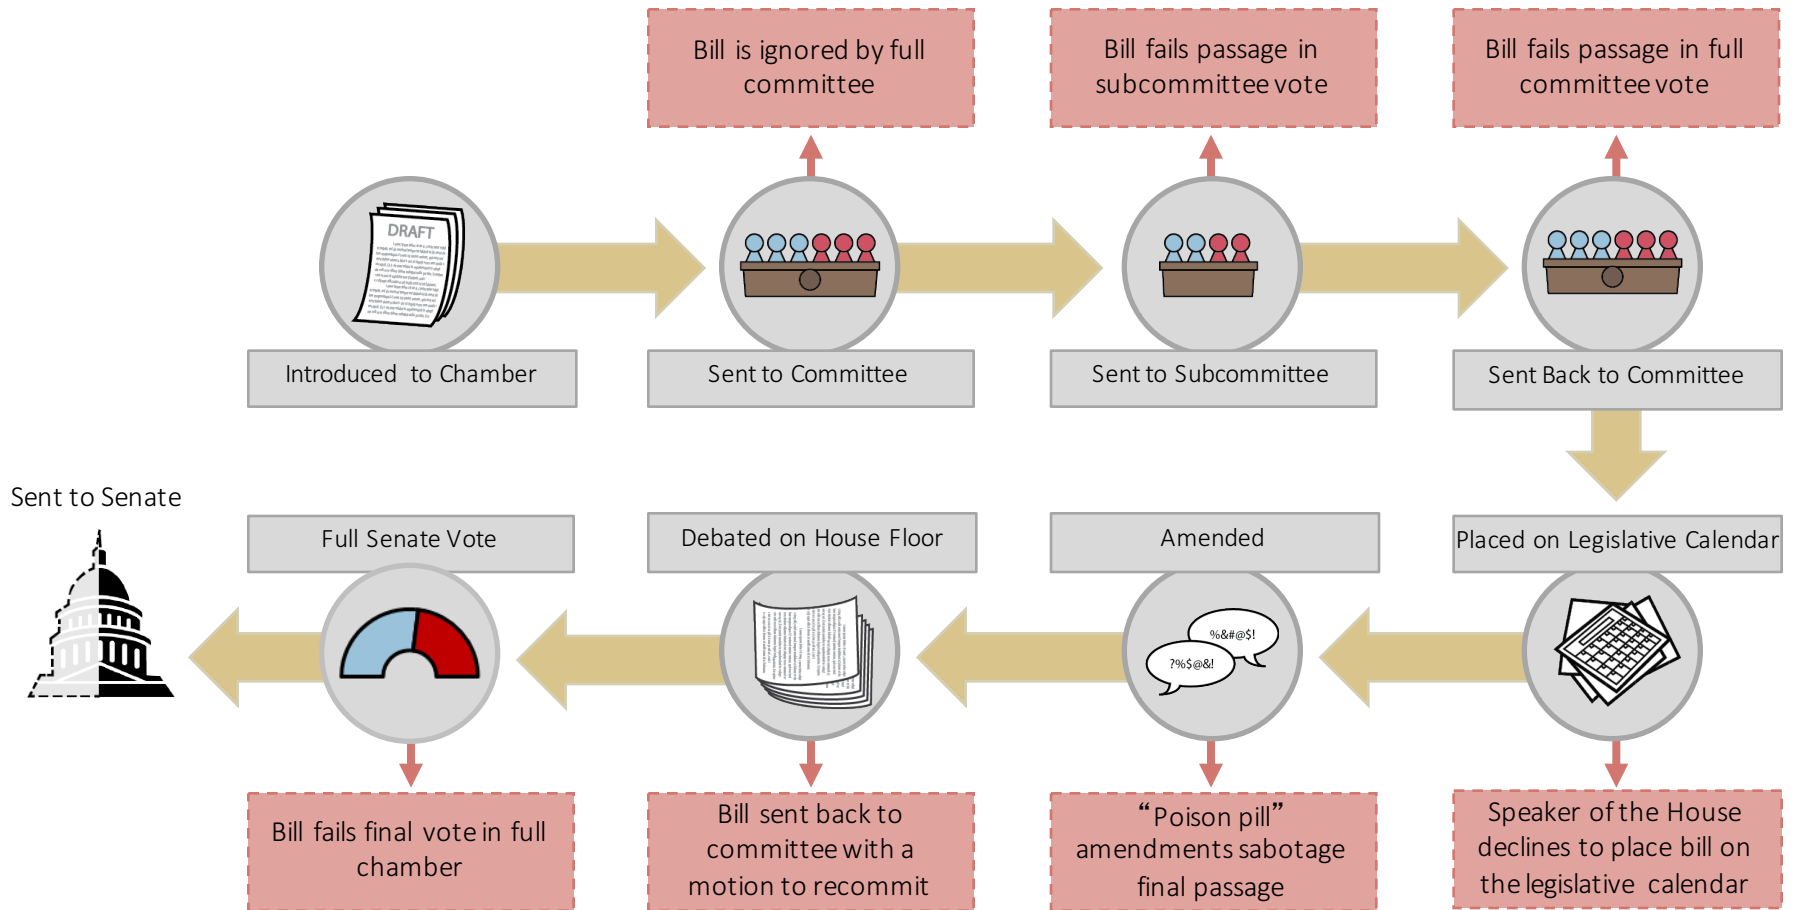 Bill is ignored by full
committee
Bill fails passage in
subcommittee vote
Bill fails passage in full
committee vote
DRAFT
Introduced to Chamber
Sent to Committee
Sent to Subcommittee
Sent Back to Committee
Sent to Senate
Full Senate Vote
Debated on House Floor
Amended
Placed on Legislative Calendar
%&#@$!
?%$@&!
Bill fails final vote in full
chamber
Bill sent back to
committee with a
motion to recommit
“Poison pill”
amendments sabotage
final passage
Speaker of the House
declines to place bill on
the legislative calendar